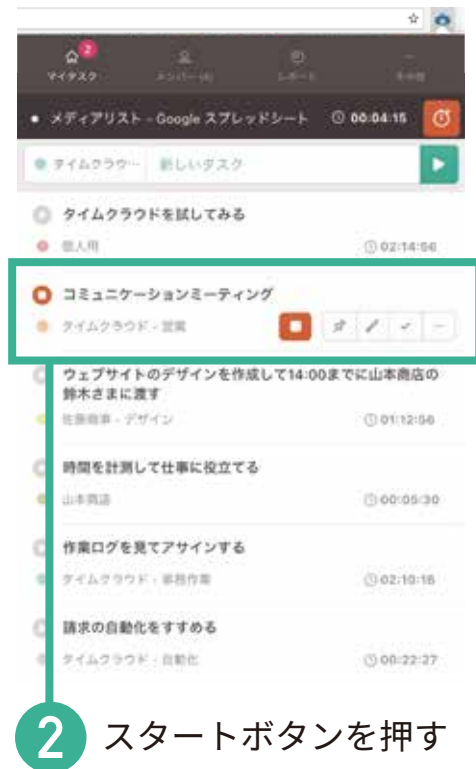 2
マイタスク
メンバー(4)
レポート
その他
• メディアリスト - Google スプレッドシート 00:04:15
タイムクラウ… 新しいタスク
タイムクラウドを試してみる
個人用 02:14:56
コミュニケーションミーティング
タイムクラウド - 営業
ウェブサイトのデザインを作成して14:00までに山本商店の
鈴木さまに渡す
佐藤商事 - デザイン 01:12:56
時間を計測して仕事に役立てる
山本商店 00:05:30
作業ログを見てアサインする
タイムクラウド - 事務作業 02:10:16
請求の自動化をすすめる
タイムクラウド - 自動化 00:22:27
2 スタートボタンを押す